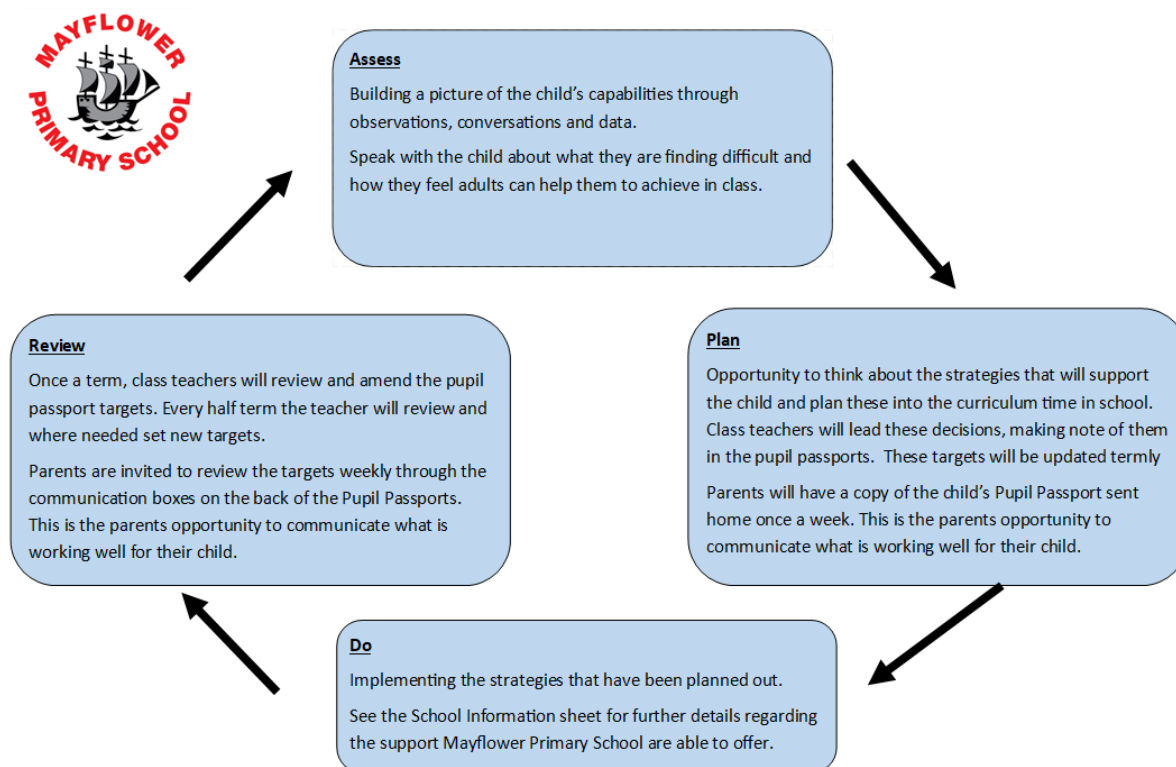 MAYFLOWER
PRIMARY SCHOOL
Assess
Building a picture of the child’s capabilities through
observations, conversations and data.
Speak with the child about what they are finding difficult and
how they feel adults can help them to achieve in class.
Plan
Opportunity to think about the strategies that will support
the child and plan these into the curriculum time in school.
Class teachers will lead these decisions, making note of them
in the pupil passports.  These targets will be updated termly
Parents will have a copy of the child’s Pupil Passport sent
home once a week. This is the parents opportunity to
communicate what is working well for their child.
Do
Implementing the strategies that have been planned out.
See the School Information sheet for further details regarding
the support Mayflower Primary School are able to offer.
Review
Once a term, class teachers will review and amend the pupil
passport targets. Every half term the teacher will review and
where needed set new targets.
Parents are invited to review the targets weekly through the
communication boxes on the back of the Pupil Passports.
This is the parents opportunity to communicate what is
working well for their child.